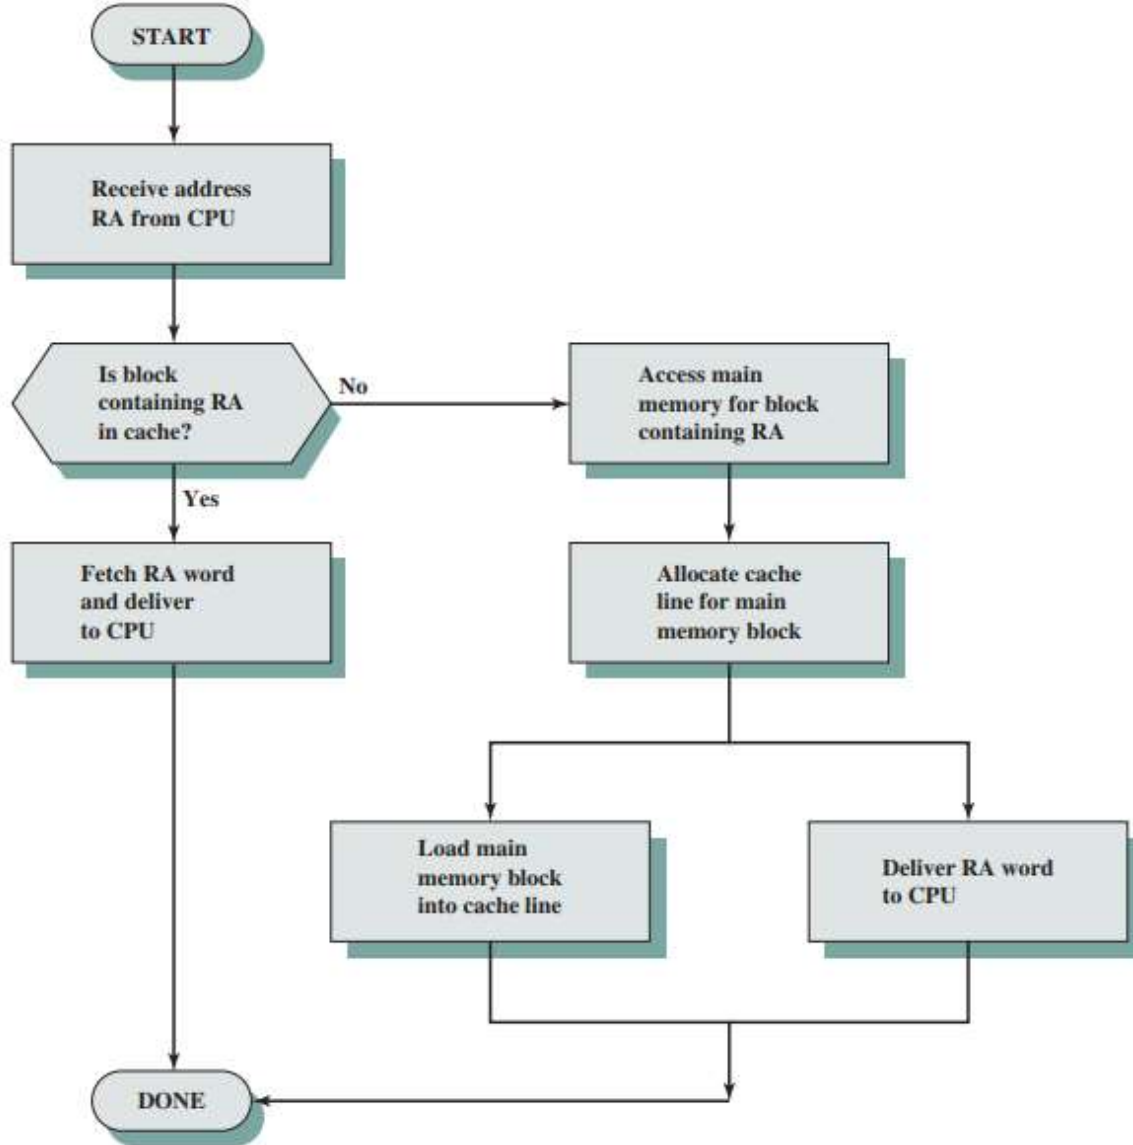 START
Receive address
RA from CPU
Is block
containing RA
in cache?
No
Access main
memory for block
containing RA
Yes
Fetch RA word
and deliver
to CPU
Allocate cache
line for main
memory block
Load main
memory block
into cache line
Deliver RA word
to CPU
DONE